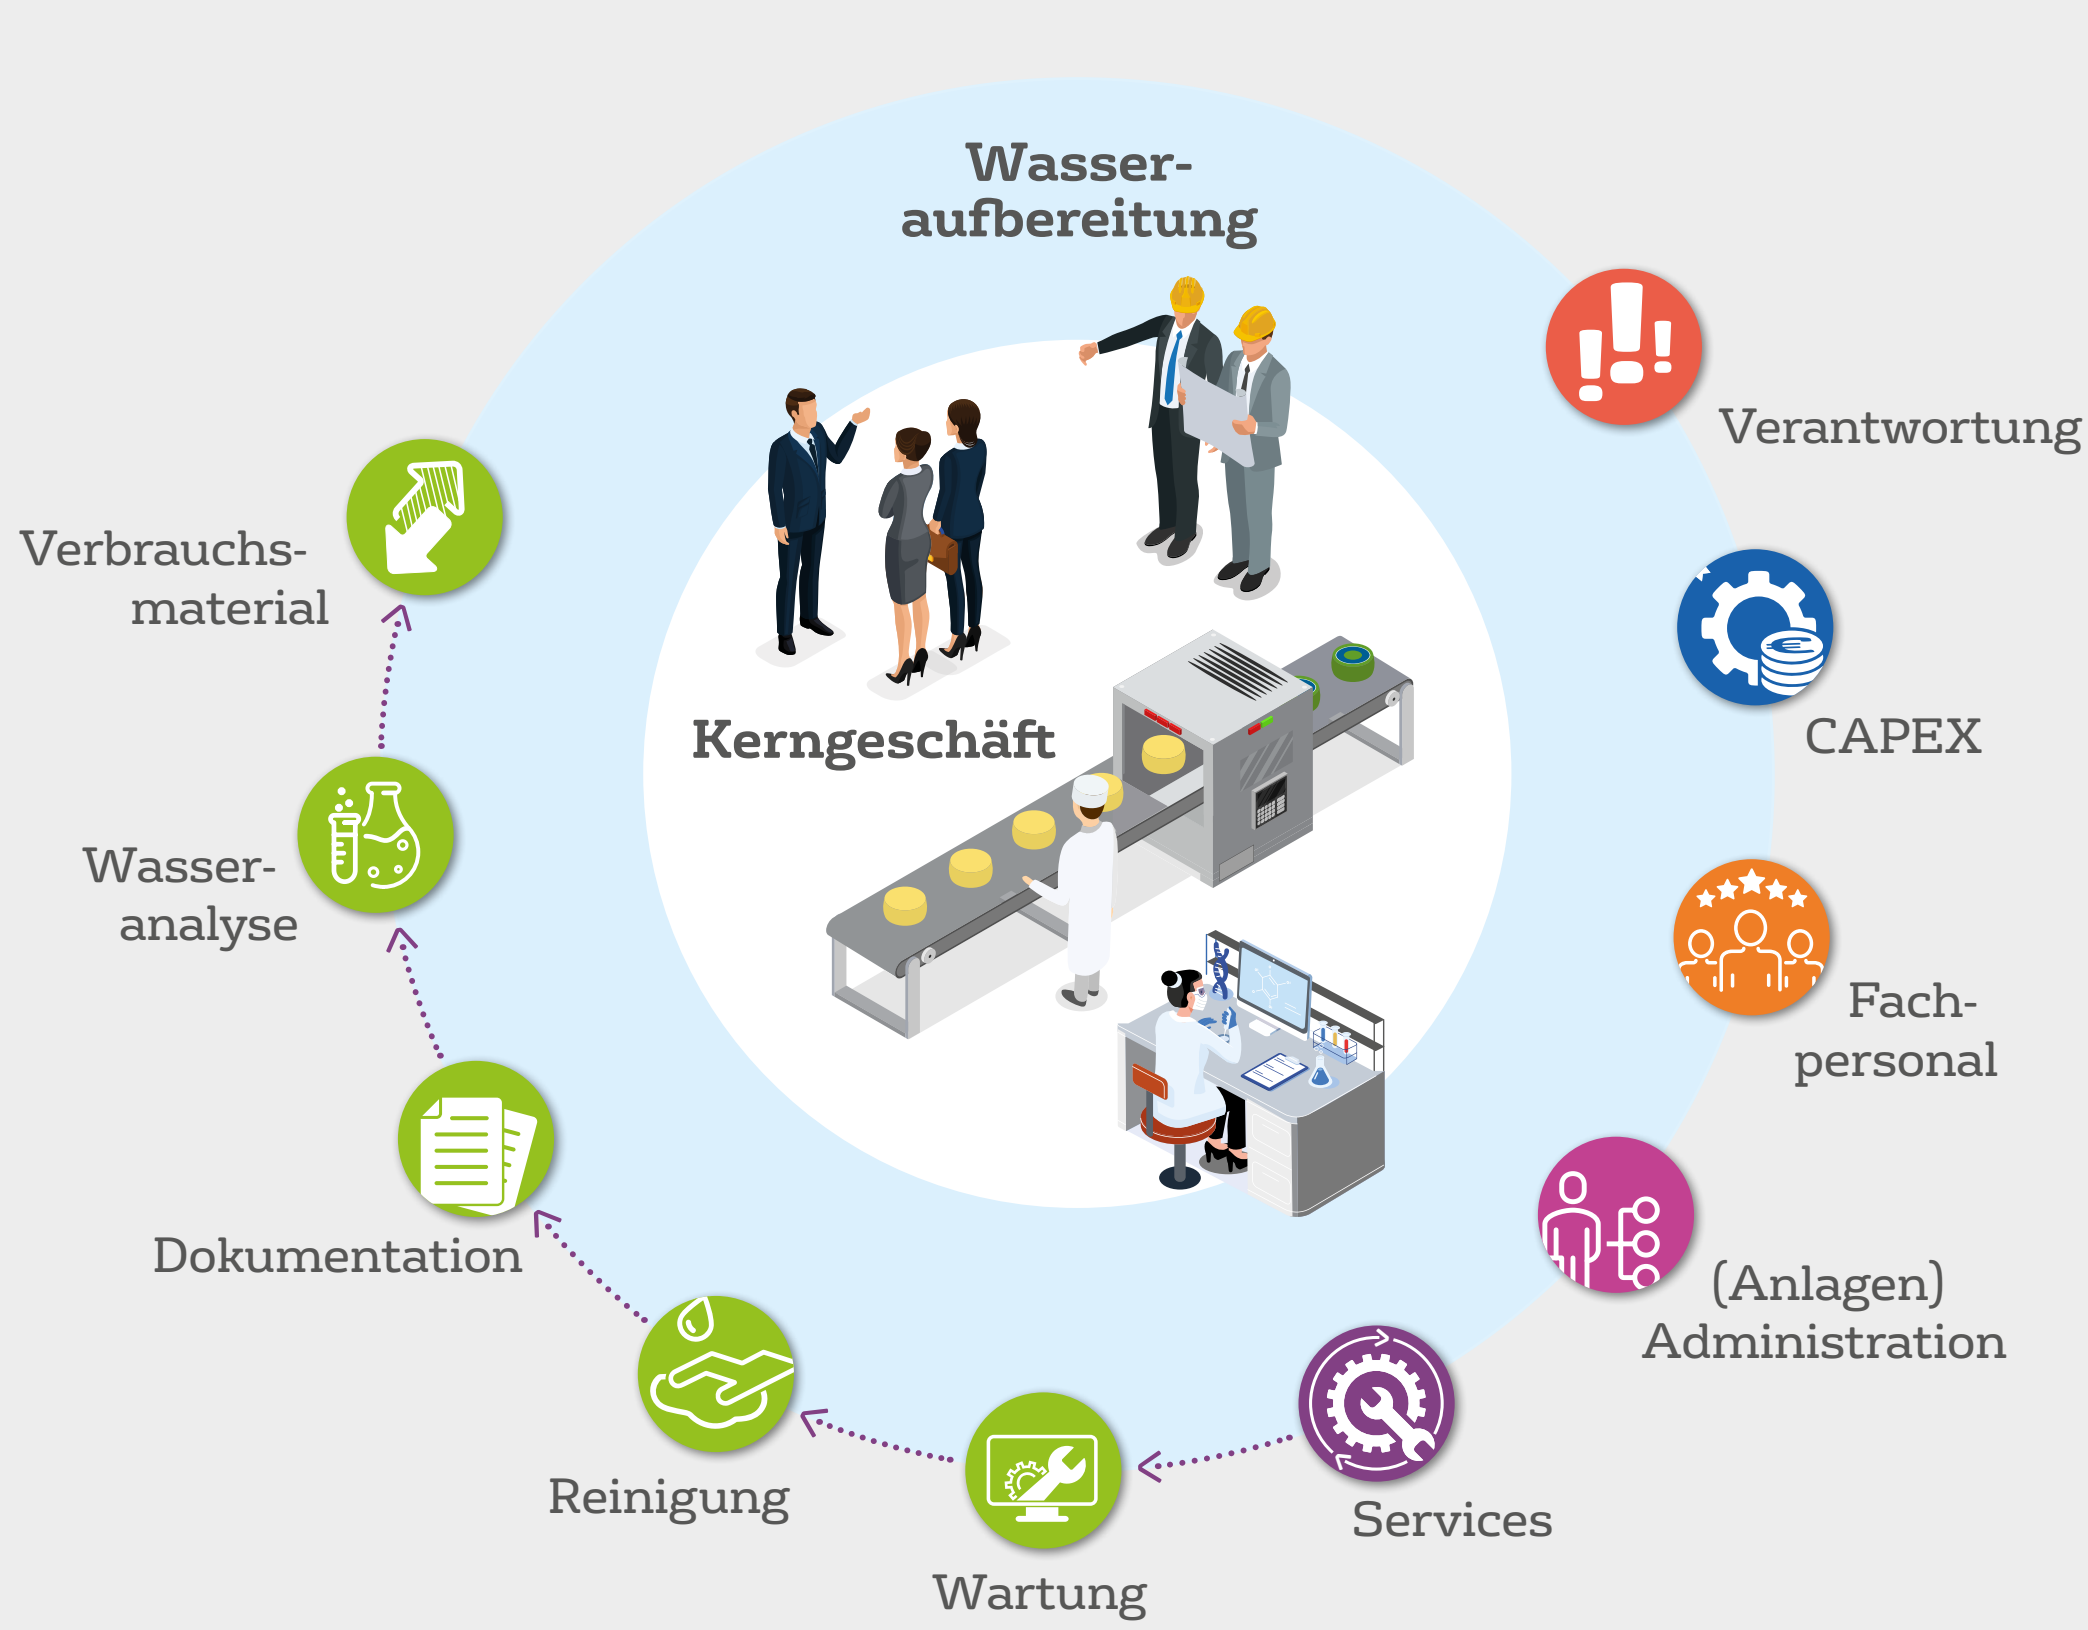 Wasser-
aufbereitung
Verantwortung
CAPEX
Fach-
personal
(Anlagen)
Administration
Services
Wartung
Reinigung
Dokumentation
Wasser-
analyse
Verbrauchs-
material
Kerngeschäft